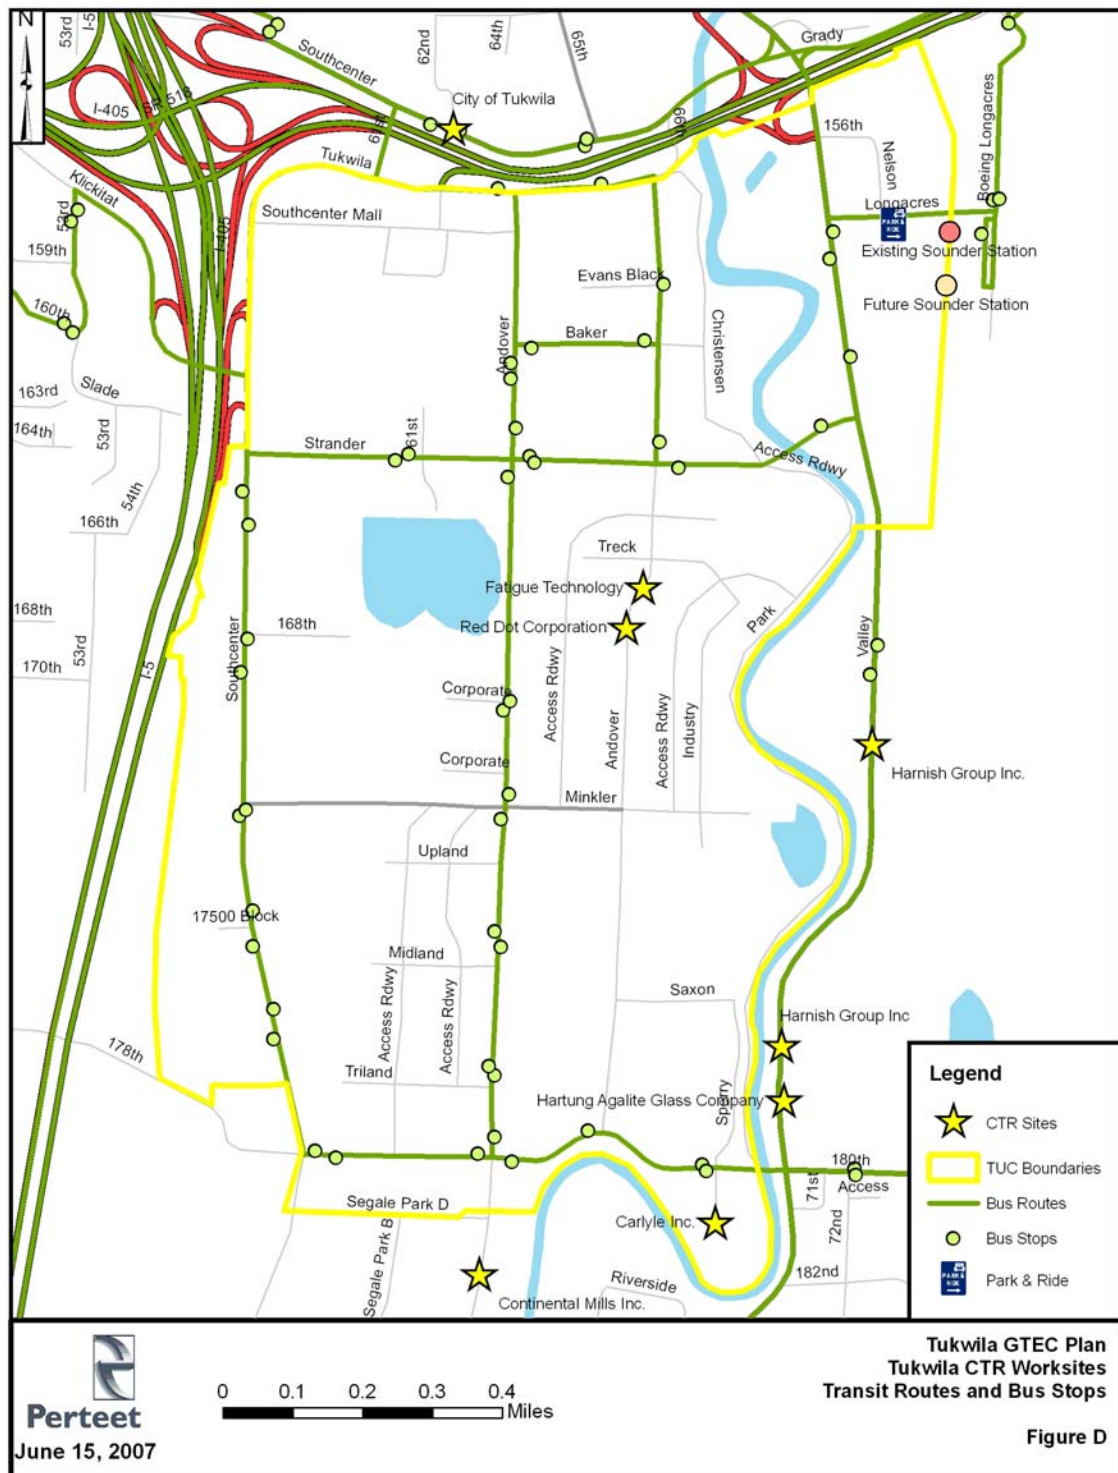 N
53rd
I-5
62nd
64th
65th
Grady
Southcenter
City of Tukwila
I-405
SR 518
61st
66th
156th
Nelson
Boeing Longacres
Tukwila
Klickitat
53rd
Southcenter Mall
Longacres
PARK &
RIDE
I-405
159th
Existing Sounder Station
Evans Black
Future Sounder Station
160th
Andover
Baker
Christensen
163rd
Slade
164th
53rd
61st
Strander
Access Rdwy
54th
166th
Treck
Fatigue Technology
168th
Southcenter
168th
Red Dot Corporation
Park
Valley
53rd
170th
I-5
Corporate
Access Rdwy
Andover
Access Rdwy
Industry
Corporate
Harnish Group Inc.
Minkler
Upland
17500 Block
Midland
Access Rdwy
Access Rdwy
Saxon
Harnish Group Inc
178th
Triland
Hartung Agalite Glass Company
Sperry
180th
71st
Access
Segale Park D
Segale Park B
Carlyle Inc.
72nd
182nd
Riverside
Continental Mills Inc.
Legend
CTR Sites
TUC Boundaries
Bus Routes
Bus Stops
PARK &
RIDE
Park & Ride
Perteet
June 15, 2007
0 0.1 0.2 0.3 0.4
Miles
Tukwila GTEC Plan
Tukwila CTR Worksites
Transit Routes and Bus Stops
Figure D